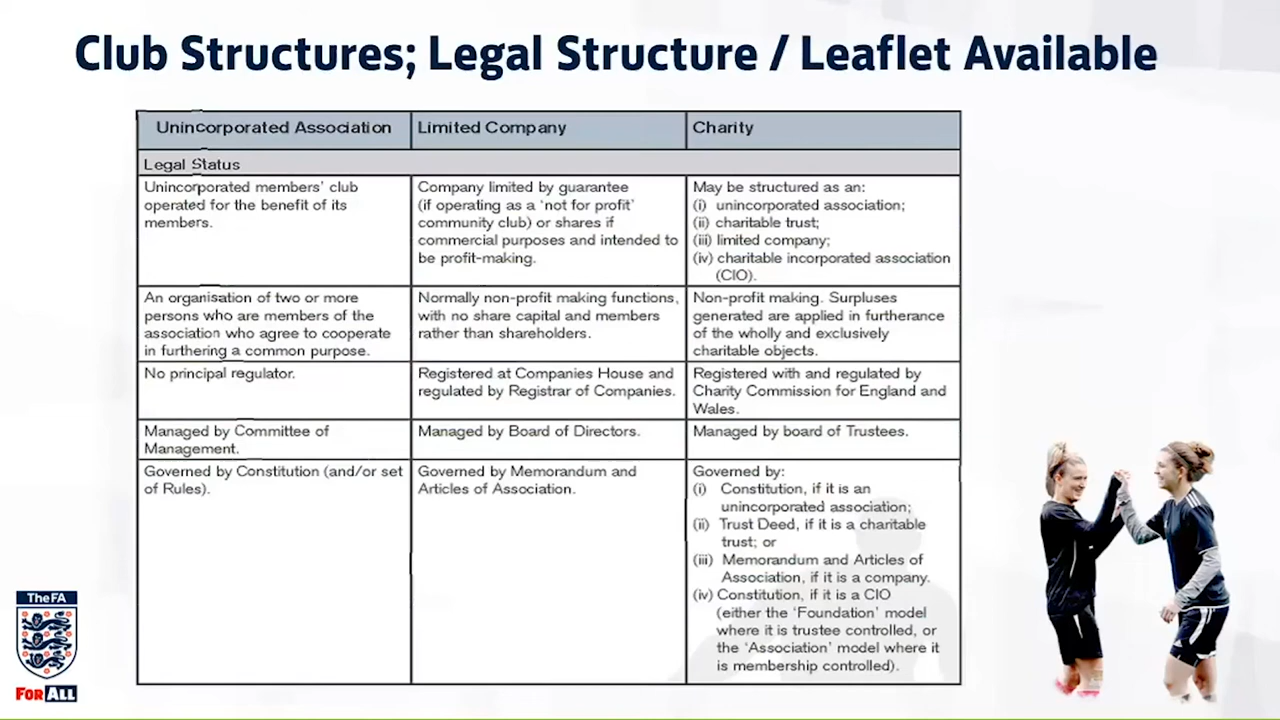 Club Structures; Legal Structure / Leaflet Available
Unincorporated Association
Limited Company
Charity
Legal Status
Unincorporated members' club
operated for the benefit of its
members.
Company limited by guarantee
(if operating as a 'not for profit'
community club) or shares if
commercial purposes and intended to
be profit-making.
May be structured as an:
(i) unincorporated association;
(ii) charitable trust;
(iii) limited company;
(iv) charitable incorporated association
(CIO).
An organisation of two or more
persons who are members of the
association who agree to cooperate
in furthering a common purpose.
Normally non-profit making functions,
with no share capital and members
rather than shareholders.
Non-profit making. Surpluses
generated are applied in furtherance
of the wholly and exclusively
charitable objects.
No principal regulator.
Registered at Companies House and
regulated by Registrar of Companies.
Registered with and regulated by
Charity Commission for England and
Wales.
Managed by Committee of
Management.
Managed by Board of Directors.
Managed by board of Trustees.
Governed by Constitution (and/or set
of Rules).
Governed by Memorandum and
Articles of Association.
Governed by:
(i) Constitution, if it is an
unincorporated association;
(ii) Trust Deed, if it is a charitable
trust; or
(iii) Memorandum and Articles of
Association, if it is a company.
(iv) Constitution, if it is a CIO
(either the 'Foundation' model
where it is trustee controlled, or
the 'Association' model where it
is membership controlled).
The FA
FOR ALL